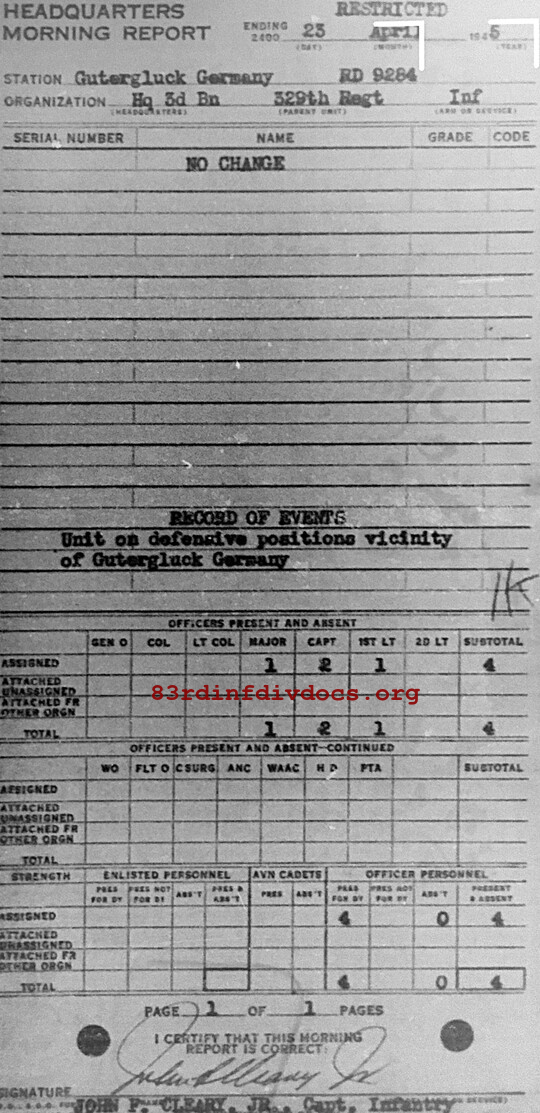 HEADQUARTERS RESTRICTED
MORNING REPORT ENDING 2400 23 April 1945
(DAY) (MONTH) (YEAR)
STATION Gutergluck Germany RD 9284
ORGANIZATION Hq 3d Bn 329th Regt Inf
(HEADQUARTERS) (PARENT UNIT) (ARM OR SERVICE)
SERIAL NUMBER NAME GRADE CODE
NO CHANGE
RECORD OF EVENTS
Unit on defensive positions vicinity
of Gutergluck Germany
OFFICERS PRESENT AND ABSENT
GEN O COL LT COL MAJOR CAPT 1ST LT 2D LT SUBTOTAL
ASSIGNED 1 2 1 4
ATTACHED
UNASSIGNED
83rdinfdivdocs.org
ATTACHED FR
OTHER ORGN
TOTAL 1 2 1 4
OFFICERS PRESENT AND ABSENT—CONTINUED
WO FLT O CSURG ANC WAAC H D PTA SUBTOTAL
ASSIGNED
ATTACHED
UNASSIGNED
ATTACHED FR
OTHER ORGN
TOTAL
STRENGTH ENLISTED PERSONNEL AVN CADETS OFFICER PERSONNEL
PRES FOR DY PRES NOT FOR DY ABS'T PRES & ABS'T PRES ABS'T PRES FOR DY PRES NOT FOR DY ABS'T PRESENT & ABSENT
ASSIGNED 4 0 4
ATTACHED
UNASSIGNED
ATTACHED FR
OTHER ORGN
TOTAL 4 0 4
PAGE 1 OF 1 PAGES
I CERTIFY THAT THIS MORNING
REPORT IS CORRECT:
SIGNATURE
JOHN F. CLEARY, JR., Capt, Infantry